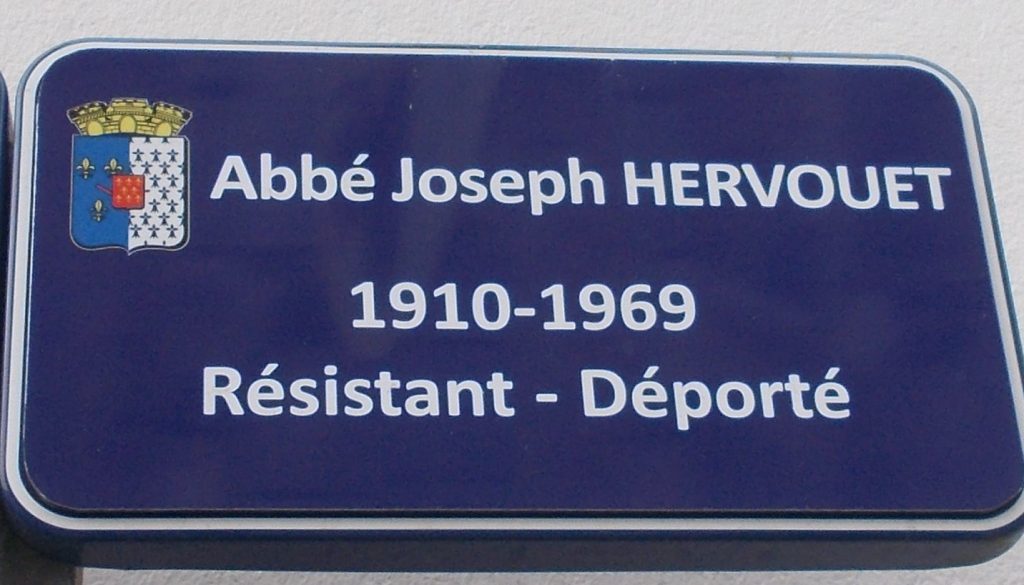 Abbé Joseph HERVOUET
1910-1969
Résistant - Déporté